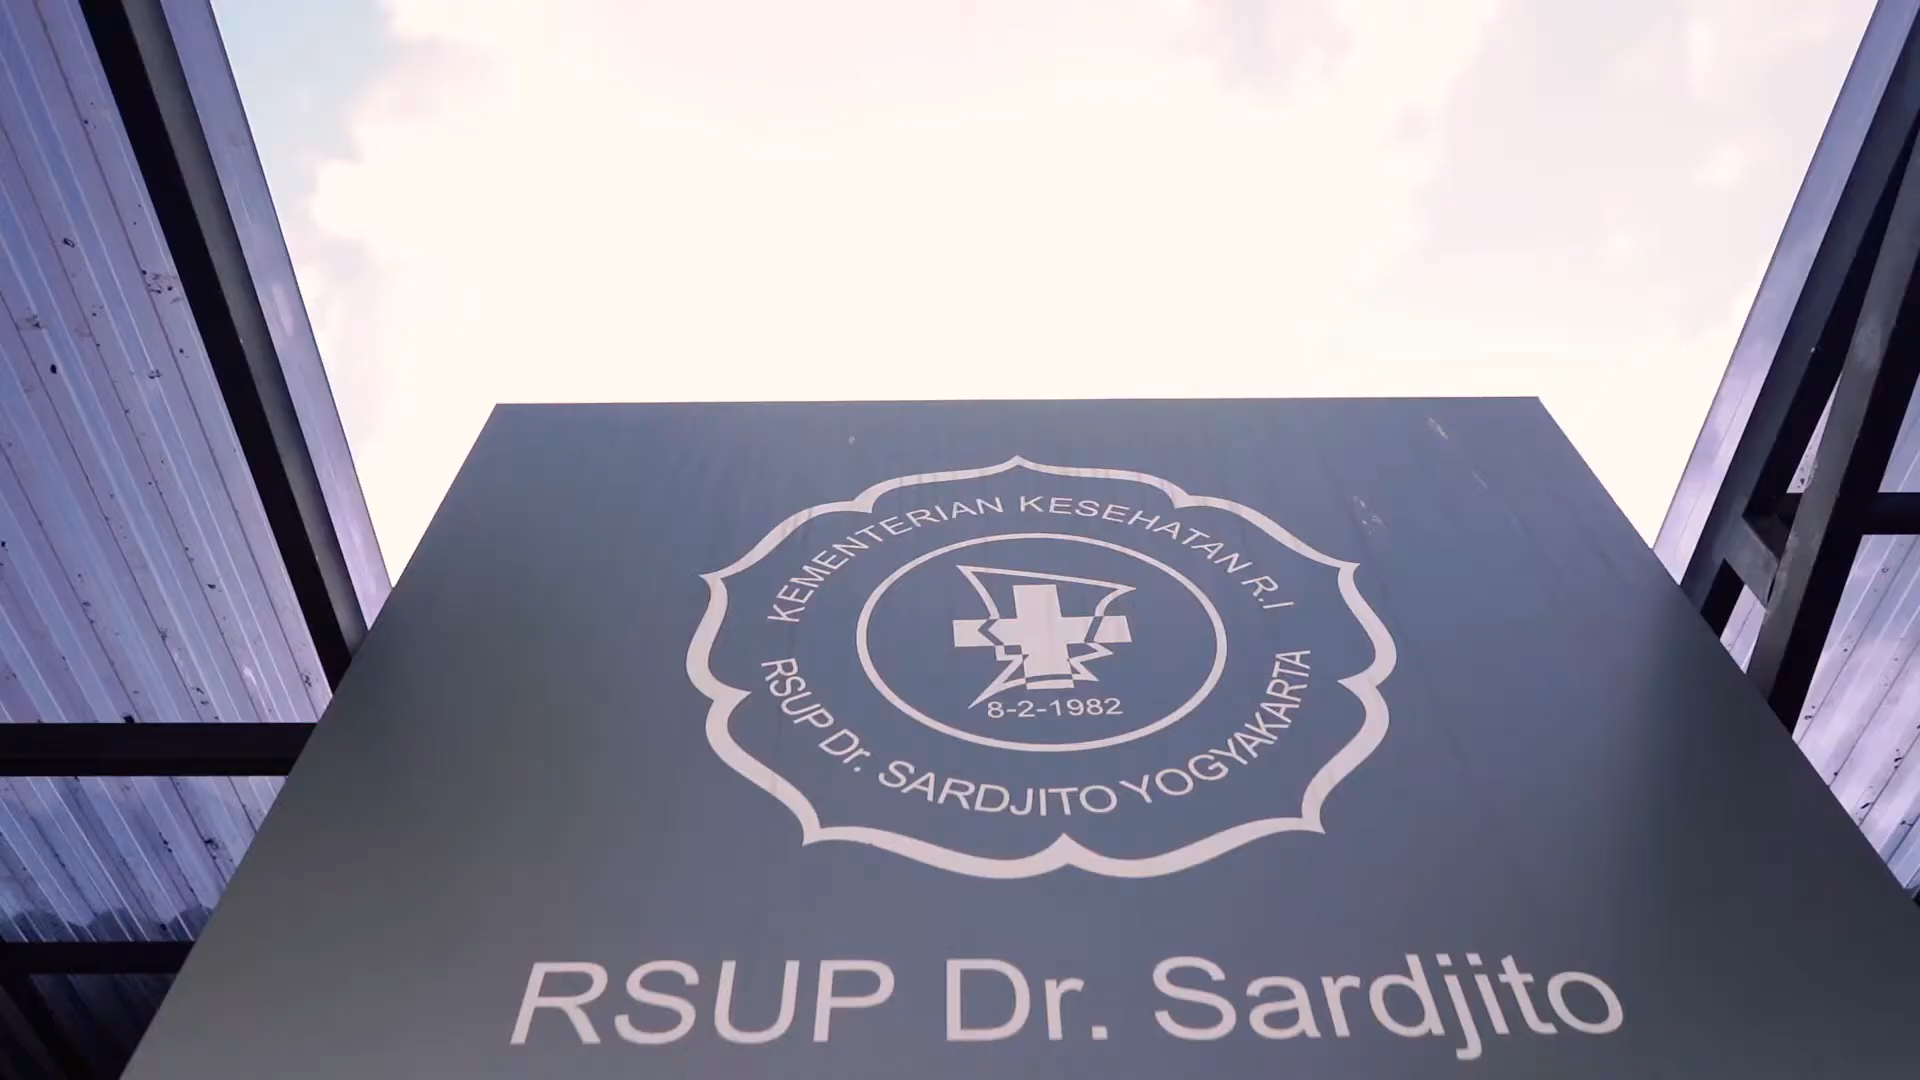 KEMENTERIAN KESEHATAN R.I
8-2-1982
RSUP Dr. SARDJITO YOGYAKARTA
RSUP Dr. Sardjito